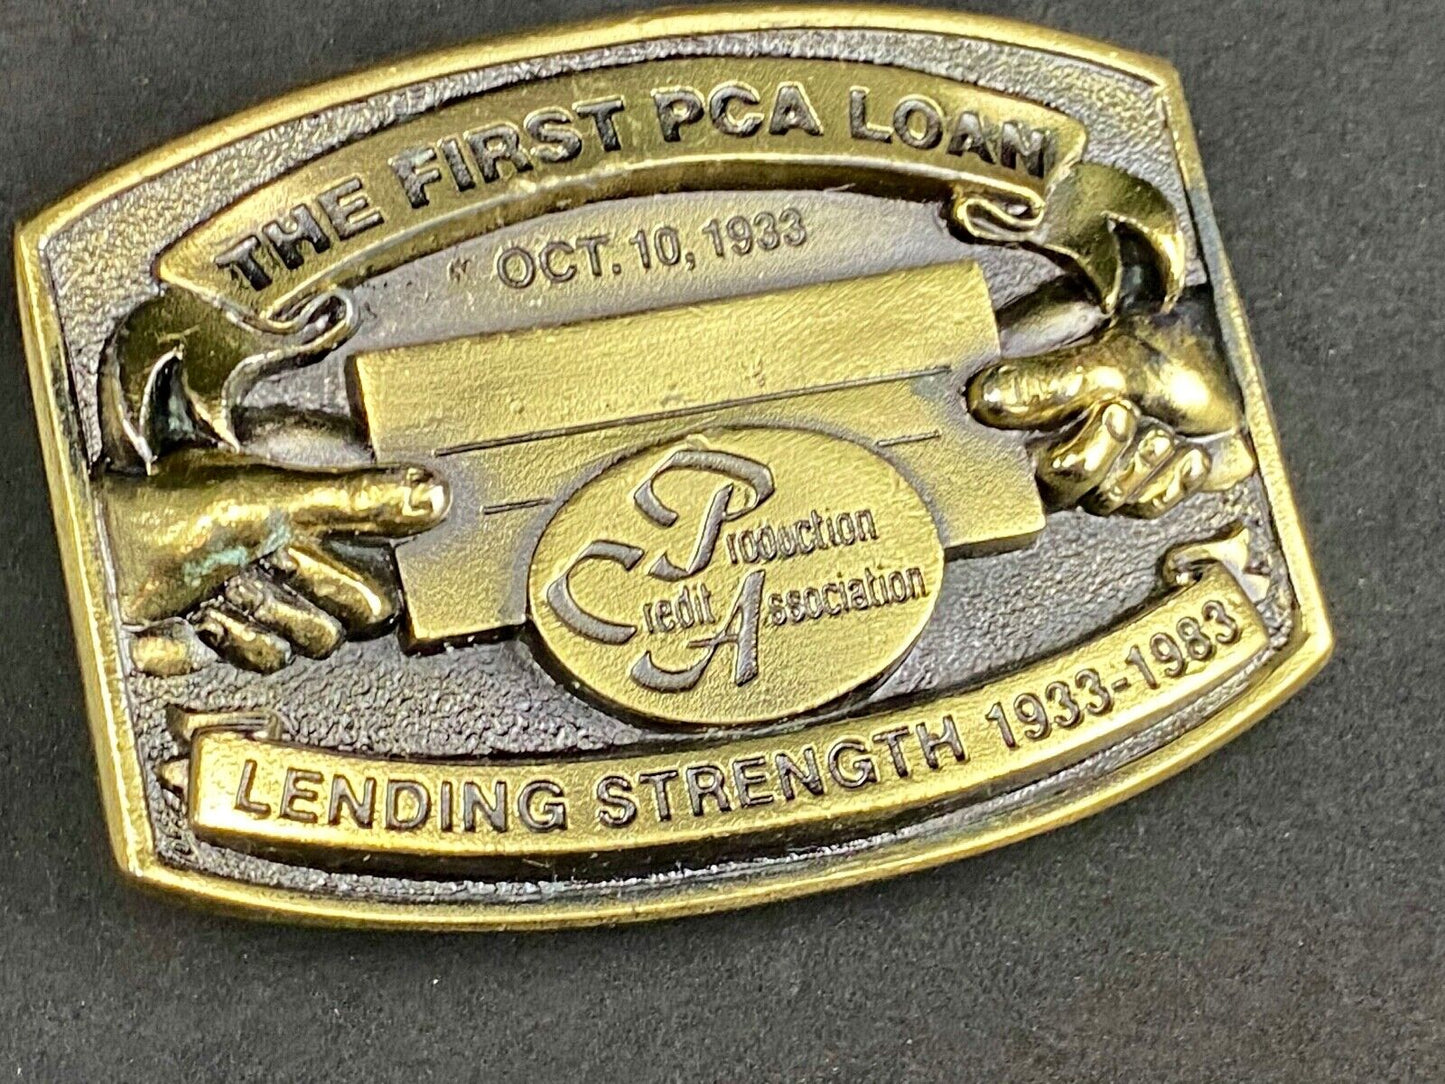 THE FIRST PCA LOAN
OCT. 10, 1933
Production
Credit Association
LENDING STRENGTH 1933-1983